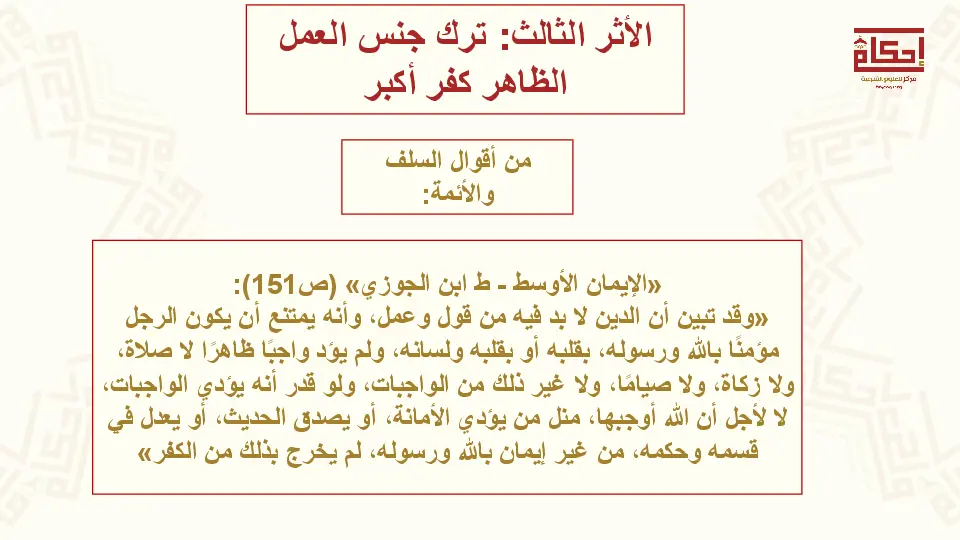 الأثر الثالث: ترك جنس العمل
الظاهر كفر أكبر
إحكام
مركز للعلوم الشرعية
من أقوال السلف
والأئمة:
«الإيمان الأوسط - ط ابن الجوزي» (ص151):
«وقد تبين أن الدين لا بد فيه من قول وعمل، وأنه يمتنع أن يكون الرجل
مؤمنًا بالله ورسوله، بقلبه أو بقلبه ولسانه، ولم يؤد واجبًا ظاهرًا لا صلاة،
ولا زكاة، ولا صيامًا، ولا غير ذلك من الواجبات، ولو قدر أنه يؤدي الواجبات،
لا لأجل أن الله أوجبها، مثل من يؤدي الأمانة، أو يصدق الحديث، أو يعدل في
قسمه وحكمه، من غير إيمان بالله ورسوله، لم يخرج بذلك من الكفر»